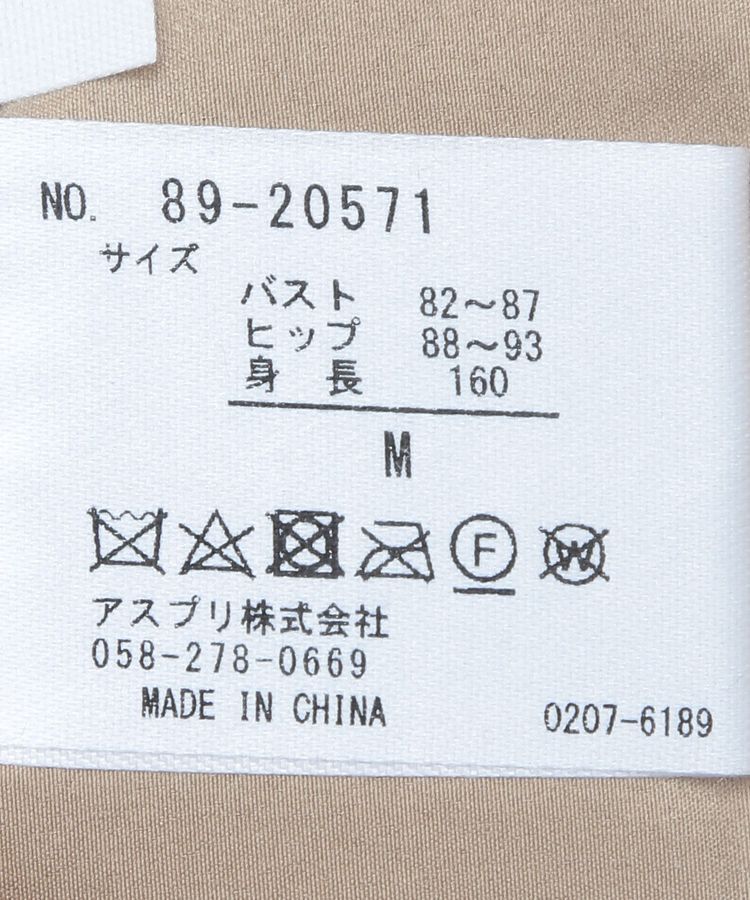 NO. 89-20571
サイズ
バスト 82～87
ヒップ 88～93
身 長 160
M
F W
アスプリ株式会社
058-278-0669
MADE IN CHINA 0207-6189